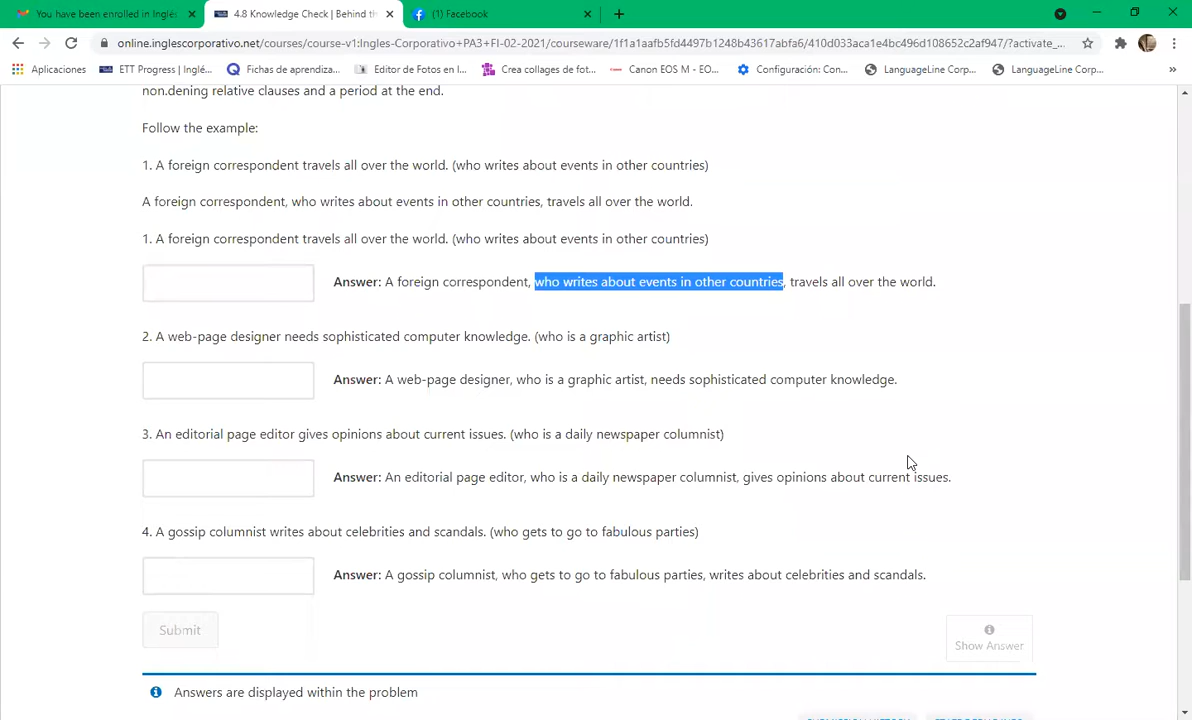 You have been enrolled in Inglés
4.8 Knowledge Check | Behind th
(1) Facebook
online.inglescorporativo.net/courses/course-v1:Ingles-Corporativo+PA3+FI-02-2021/courseware/1f1a1aafb5fd4497b1248b43617abfa6/410d033aca1e4bc496d108652c2af947/?activate_...
Aplicaciones
ETT Progress | Inglé...
Fichas de aprendiza...
Editor de Fotos en l...
Crea collages de fot...
Canon EOS M - EO...
Configuración: Con...
LanguageLine Corp...
LanguageLine Corp...
»
non.dening relative clauses and a period at the end.
Follow the example:
1. A foreign correspondent travels all over the world. (who writes about events in other countries)
A foreign correspondent, who writes about events in other countries, travels all over the world.
1. A foreign correspondent travels all over the world. (who writes about events in other countries)
Answer: A foreign correspondent, who writes about events in other countries, travels all over the world.
2. A web-page designer needs sophisticated computer knowledge. (who is a graphic artist)
Answer: A web-page designer, who is a graphic artist, needs sophisticated computer knowledge.
3. An editorial page editor gives opinions about current issues. (who is a daily newspaper columnist)
Answer: An editorial page editor, who is a daily newspaper columnist, gives opinions about current issues.
4. A gossip columnist writes about celebrities and scandals. (who gets to go to fabulous parties)
Answer: A gossip columnist, who gets to go to fabulous parties, writes about celebrities and scandals.
Submit
Show Answer
Answers are displayed within the problem